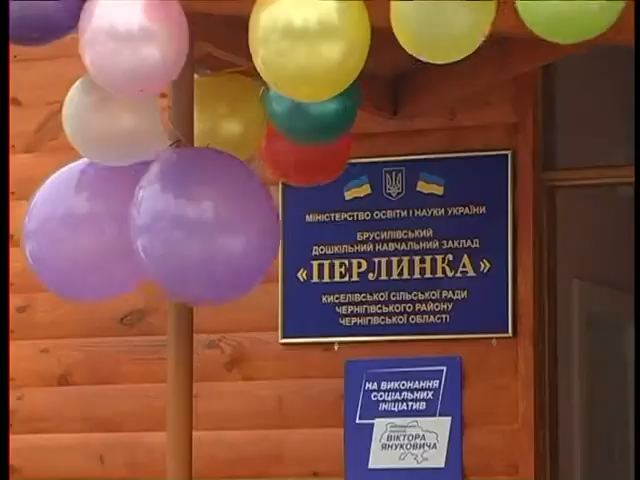 МІНІСТЕРСТВО ОСВІТИ І НАУКИ УКРАЇНИ
БРУСИЛІВСЬКИЙ
ДОШКІЛЬНИЙ НАВЧАЛЬНИЙ ЗАКЛАД
«ПЕРЛИНКА»
КИСЕЛІВСЬКОЇ СІЛЬСЬКОЇ РАДИ
ЧЕРНІГІВСЬКОГО РАЙОНУ
ЧЕРНІГІВСЬКОЇ ОБЛАСТІ
НА ВИКОНАННЯ
СОЦІАЛЬНИХ
ІНІЦІАТИВ
ВІКТОРА
ЯНУКОВИЧА